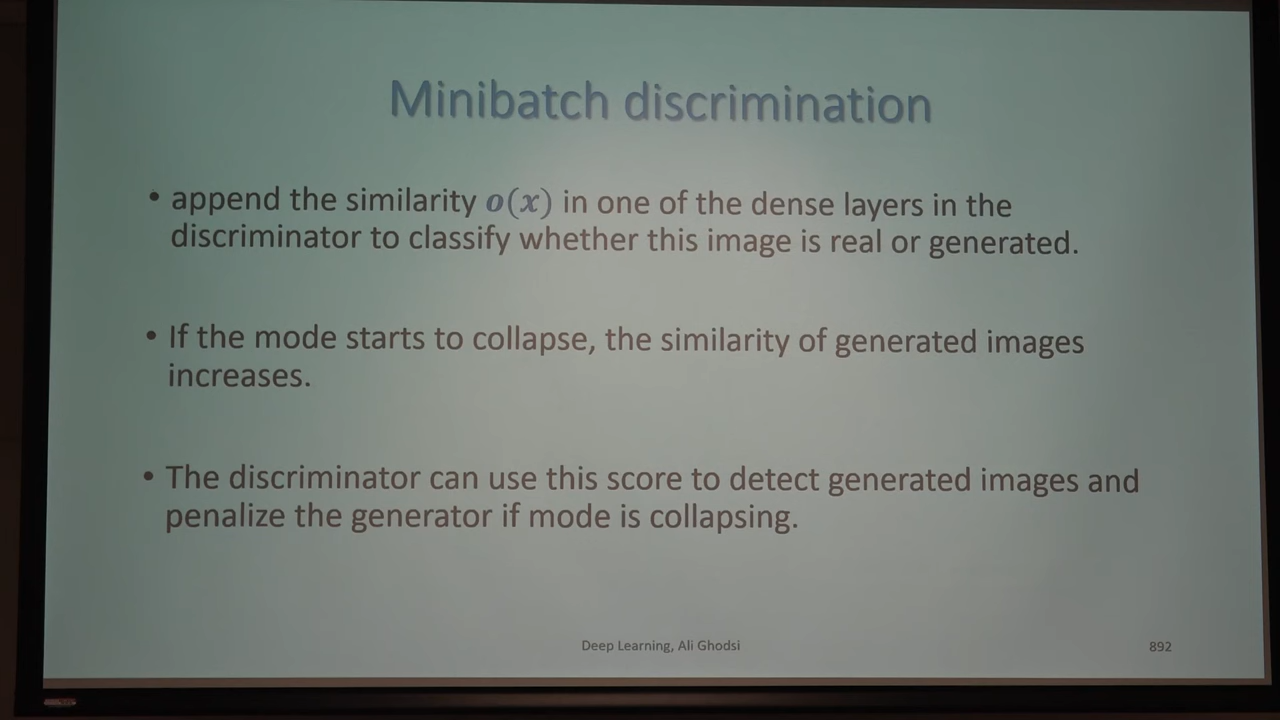 Minibatch discrimination
• append the similarity o(x) in one of the dense layers in the
discriminator to classify whether this image is real or generated.
• If the mode starts to collapse, the similarity of generated images
increases.
• The discriminator can use this score to detect generated images and
penalize the generator if mode is collapsing.
Deep Learning, Ali Ghodsi
892